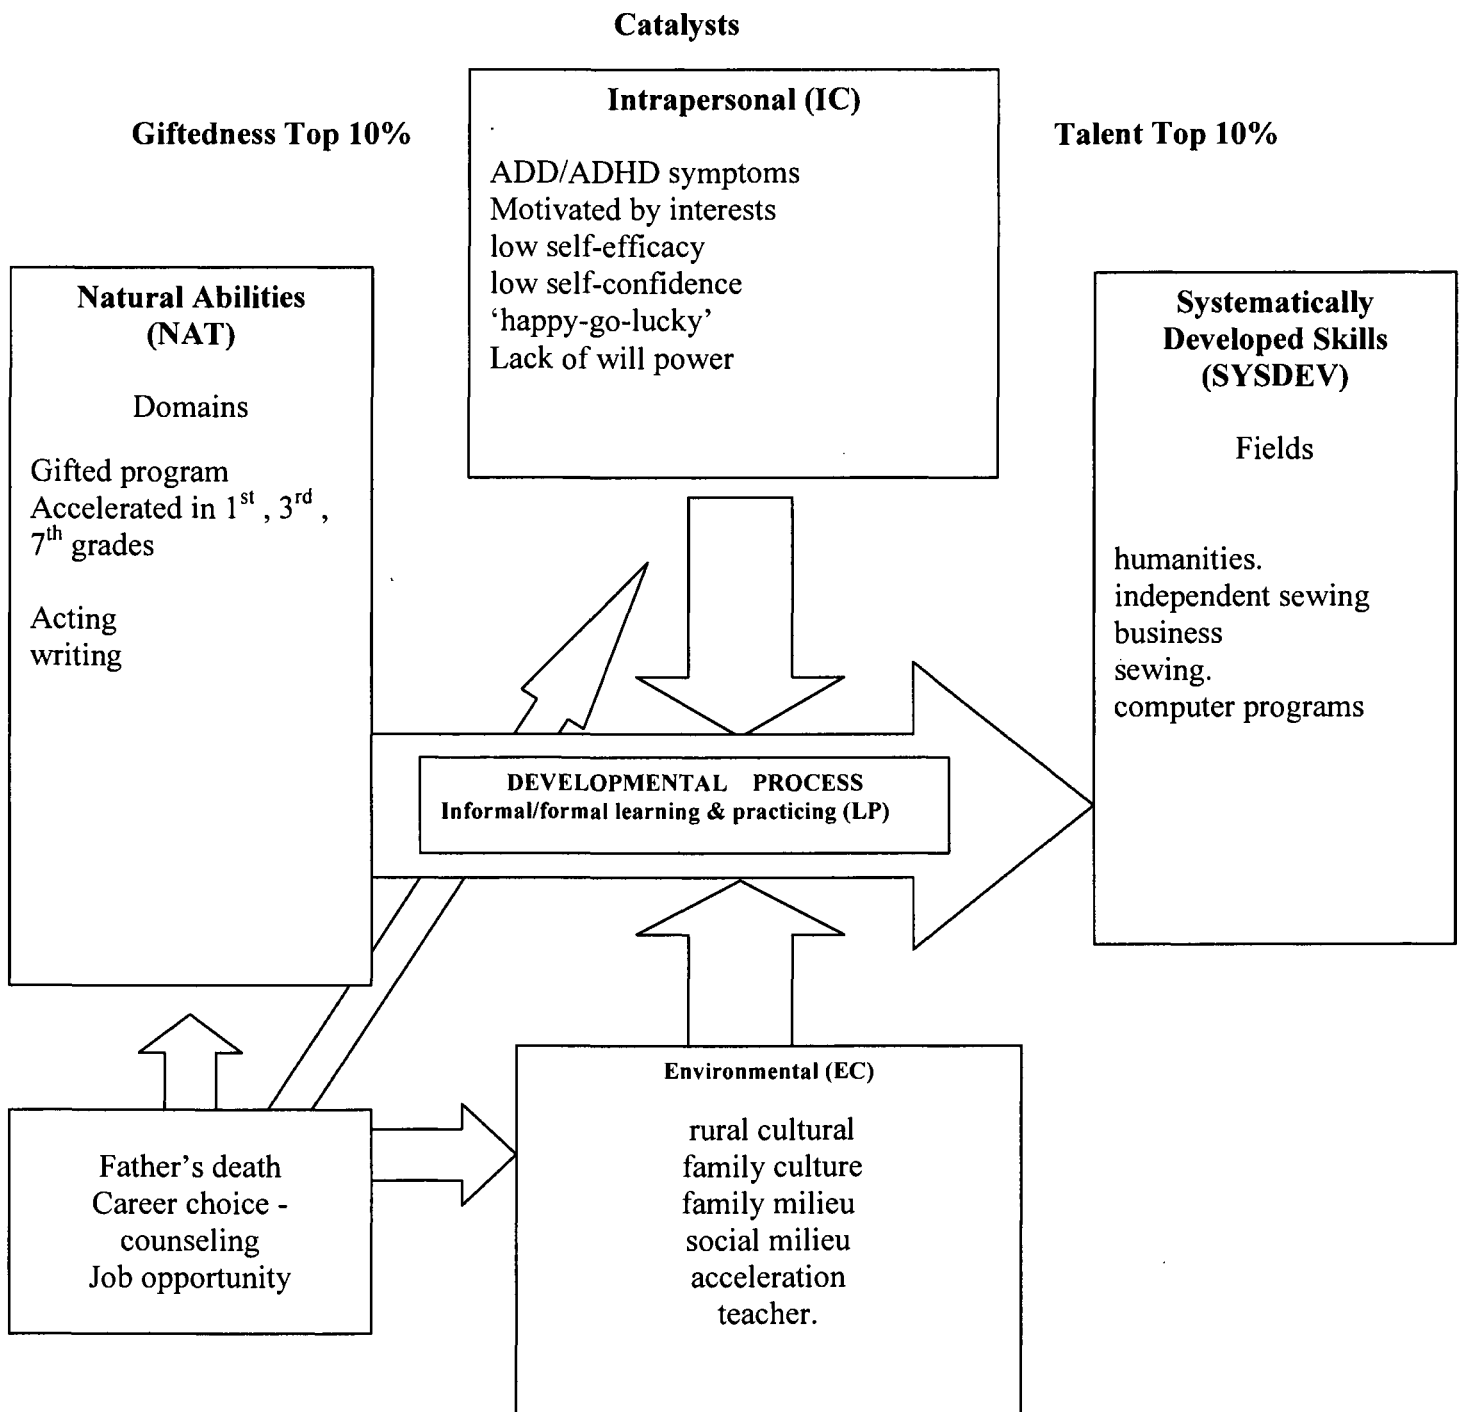 Catalysts
Giftedness Top 10%
Intrapersonal (IC)
ADD/ADHD symptoms
Motivated by interests
low self-efficacy
low self-confidence
‘happy-go-lucky’
Lack of will power
Talent Top 10%
Natural Abilities
(NAT)
Domains
Gifted program
Accelerated in 1st , 3rd ,
7th grades
Acting
writing
Systematically
Developed Skills
(SYSDEV)
Fields
humanities.
independent sewing
business
sewing.
computer programs
DEVELOPMENTAL PROCESS
Informal/formal learning & practicing (LP)
Father’s death
Career choice -
counseling
Job opportunity
Environmental (EC)
rural cultural
family culture
family milieu
social milieu
acceleration
teacher.